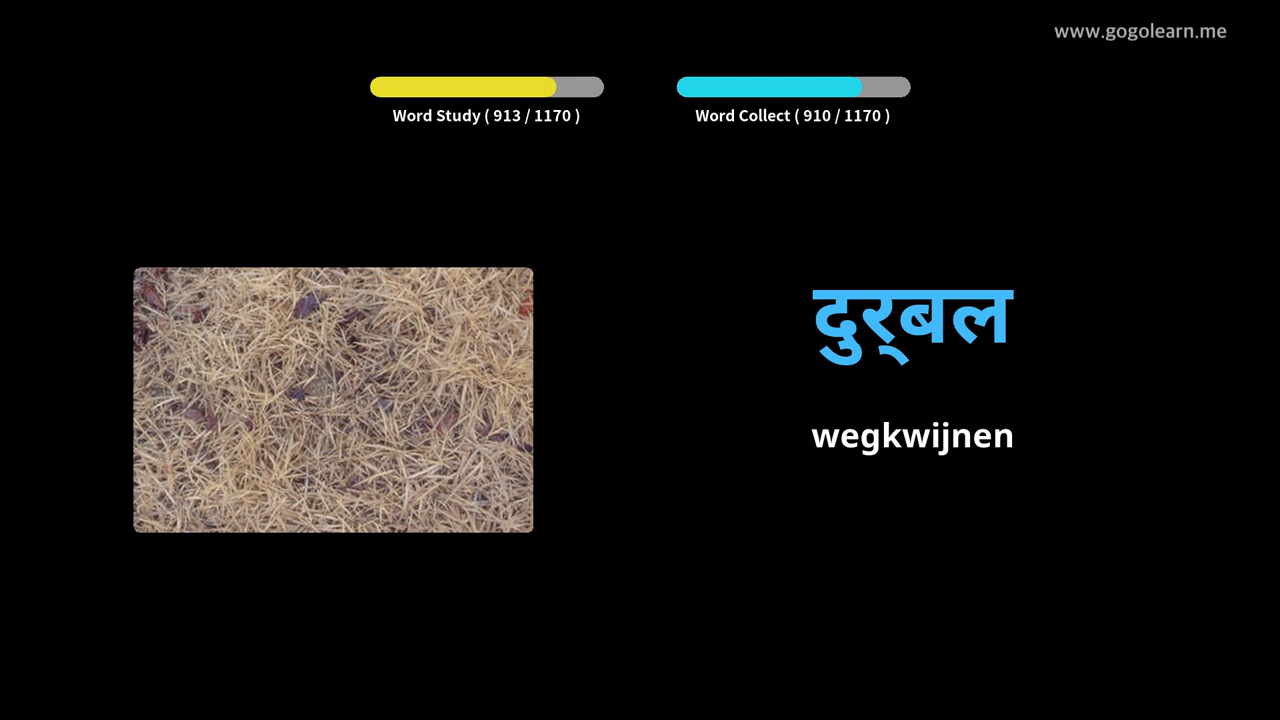 www.gogolearn.me
Word Study ( 913 / 1170 )
Word Collect ( 910 / 1170 )
दुर्‌बल
wegkwijnen